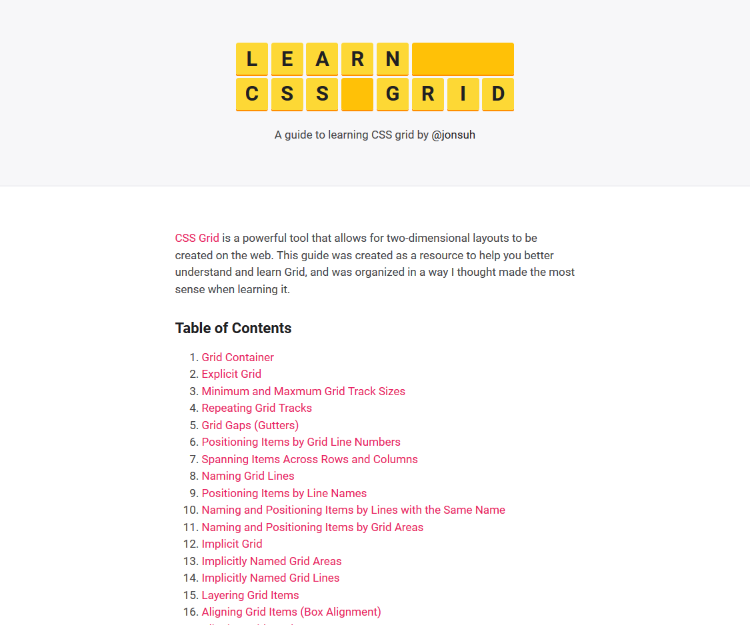 LEARN
CSS GRID
A guide to learning CSS grid by @jonsuh
CSS Grid is a powerful tool that allows for two-dimensional layouts to be
created on the web. This guide was created as a resource to help you better
understand and learn Grid, and was organized in a way I thought made the most
sense when learning it.
Table of Contents
1. Grid Container
2. Explicit Grid
3. Minimum and Maxmum Grid Track Sizes
4. Repeating Grid Tracks
5. Grid Gaps (Gutters)
6. Positioning Items by Grid Line Numbers
7. Spanning Items Across Rows and Columns
8. Naming Grid Lines
9. Positioning Items by Line Names
10. Naming and Positioning Items by Lines with the Same Name
11. Naming and Positioning Items by Grid Areas
12. Implicit Grid
13. Implicitly Named Grid Areas
14. Implicitly Named Grid Lines
15. Layering Grid Items
16. Aligning Grid Items (Box Alignment)